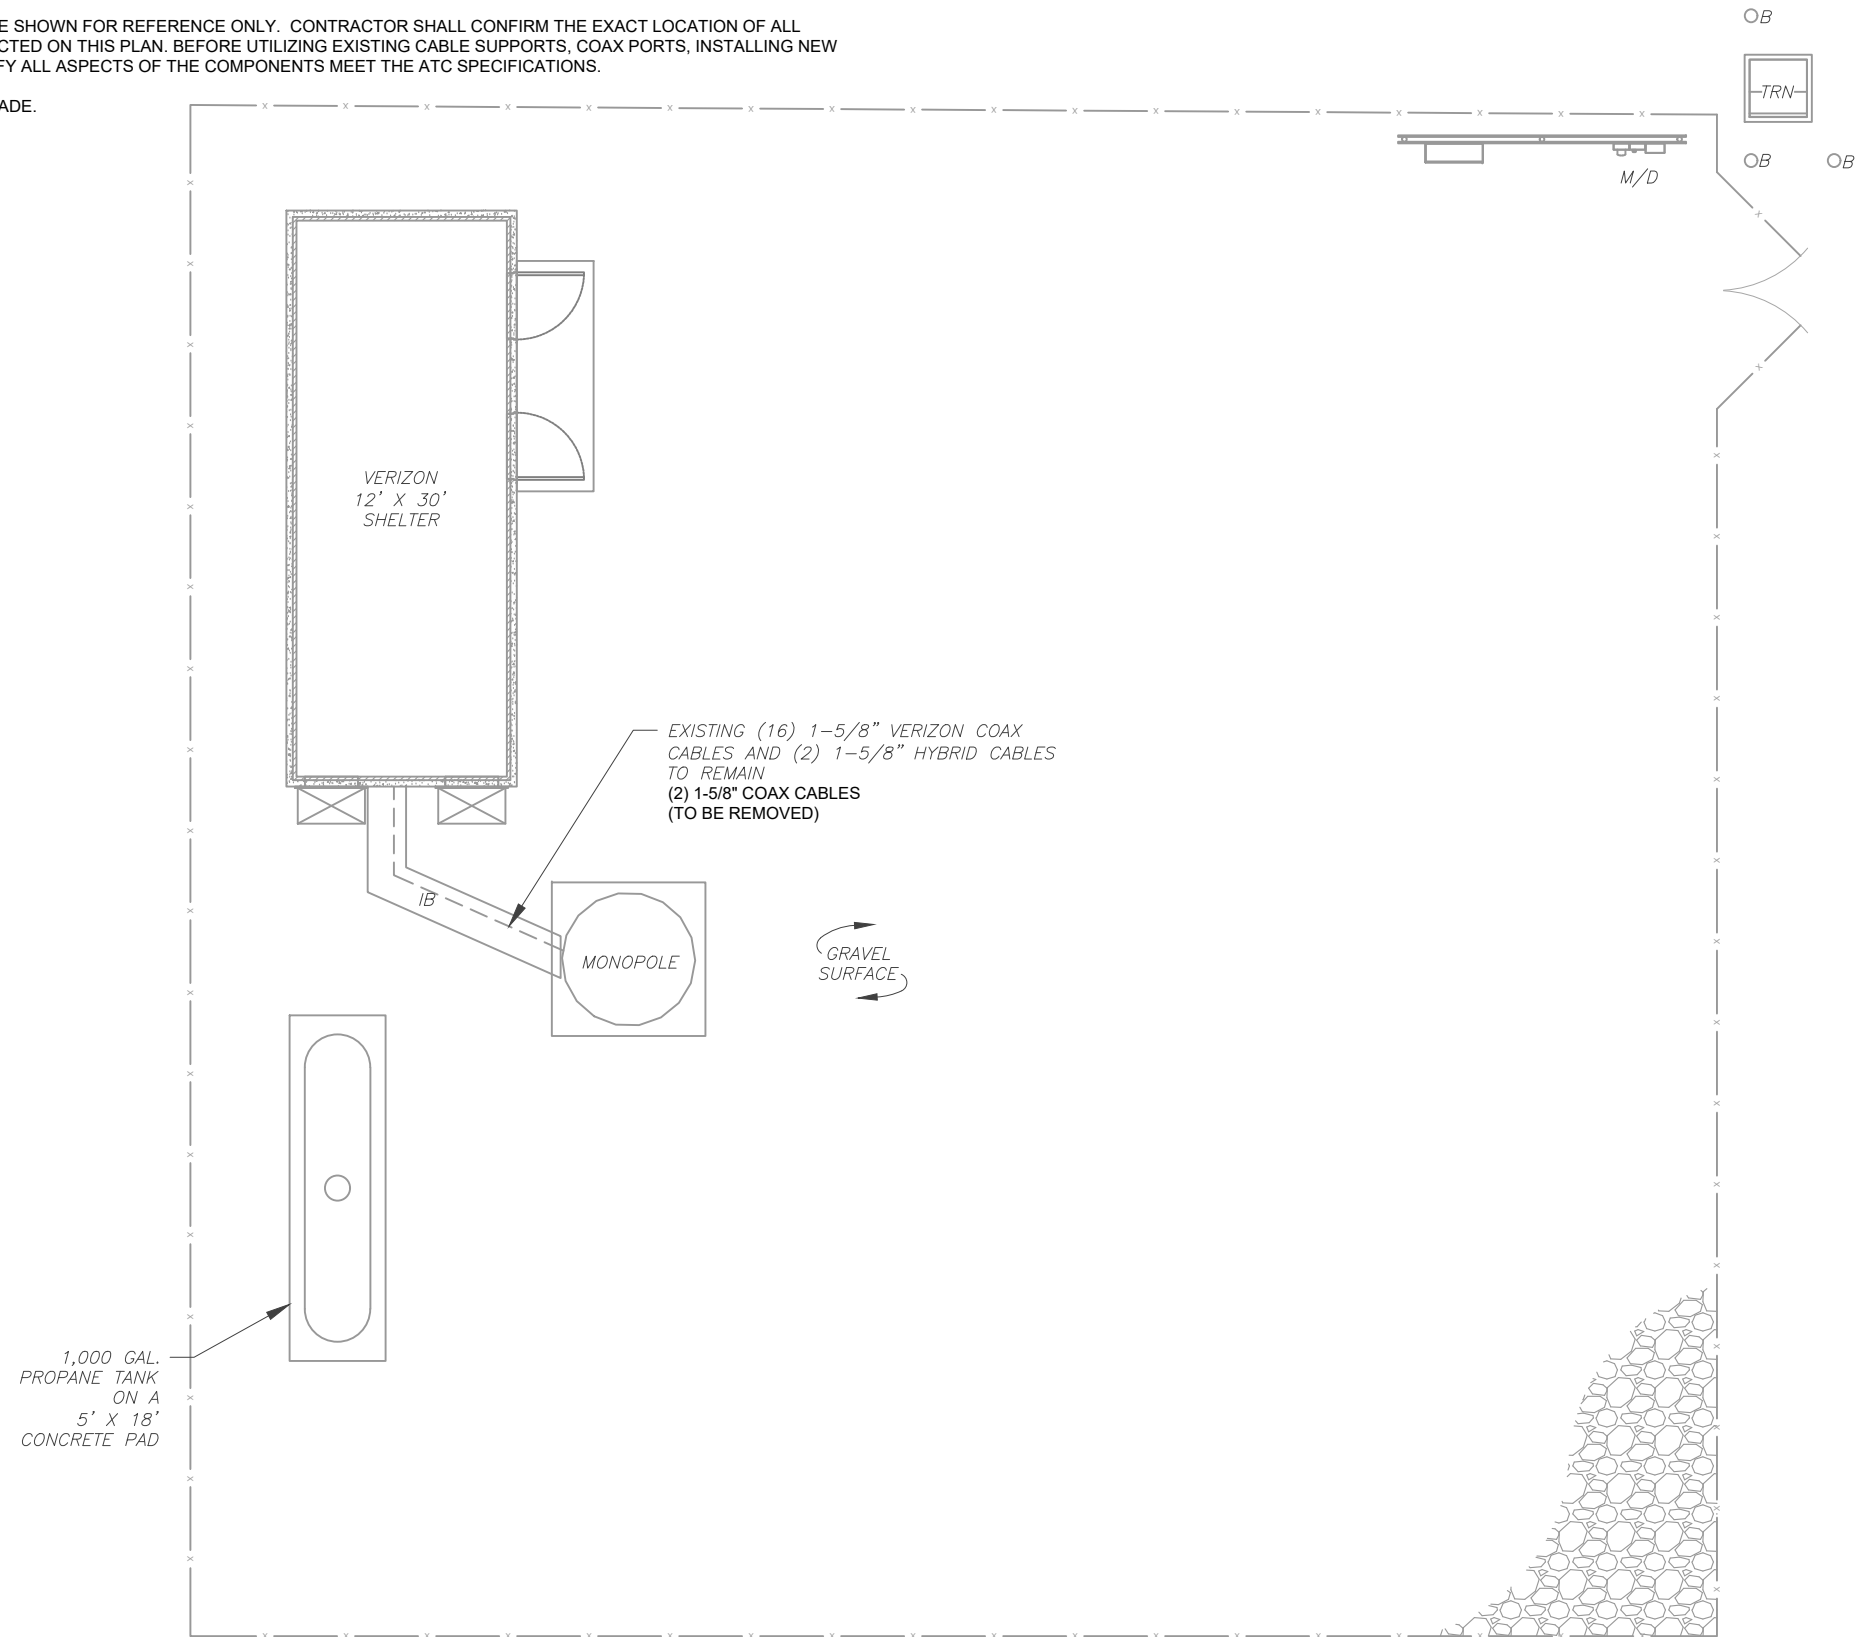 E SHOWN FOR REFERENCE ONLY.  CONTRACTOR SHALL CONFIRM THE EXACT LOCATION OF ALL
CTED ON THIS PLAN. BEFORE UTILIZING EXISTING CABLE SUPPORTS, COAX PORTS, INSTALLING NEW
FY ALL ASPECTS OF THE COMPONENTS MEET THE ATC SPECIFICATIONS.
ADE.
B
TRN
B
B
M/D
VERIZON
12' X 30'
SHELTER
EXISTING (16) 1-5/8" VERIZON COAX
CABLES AND (2) 1-5/8" HYBRID CABLES
TO REMAIN
(2) 1-5/8" COAX CABLES
(TO BE REMOVED)
IB
MONOPOLE
GRAVEL
SURFACE
1,000 GAL.
PROPANE TANK
ON A
5' X 18'
CONCRETE PAD